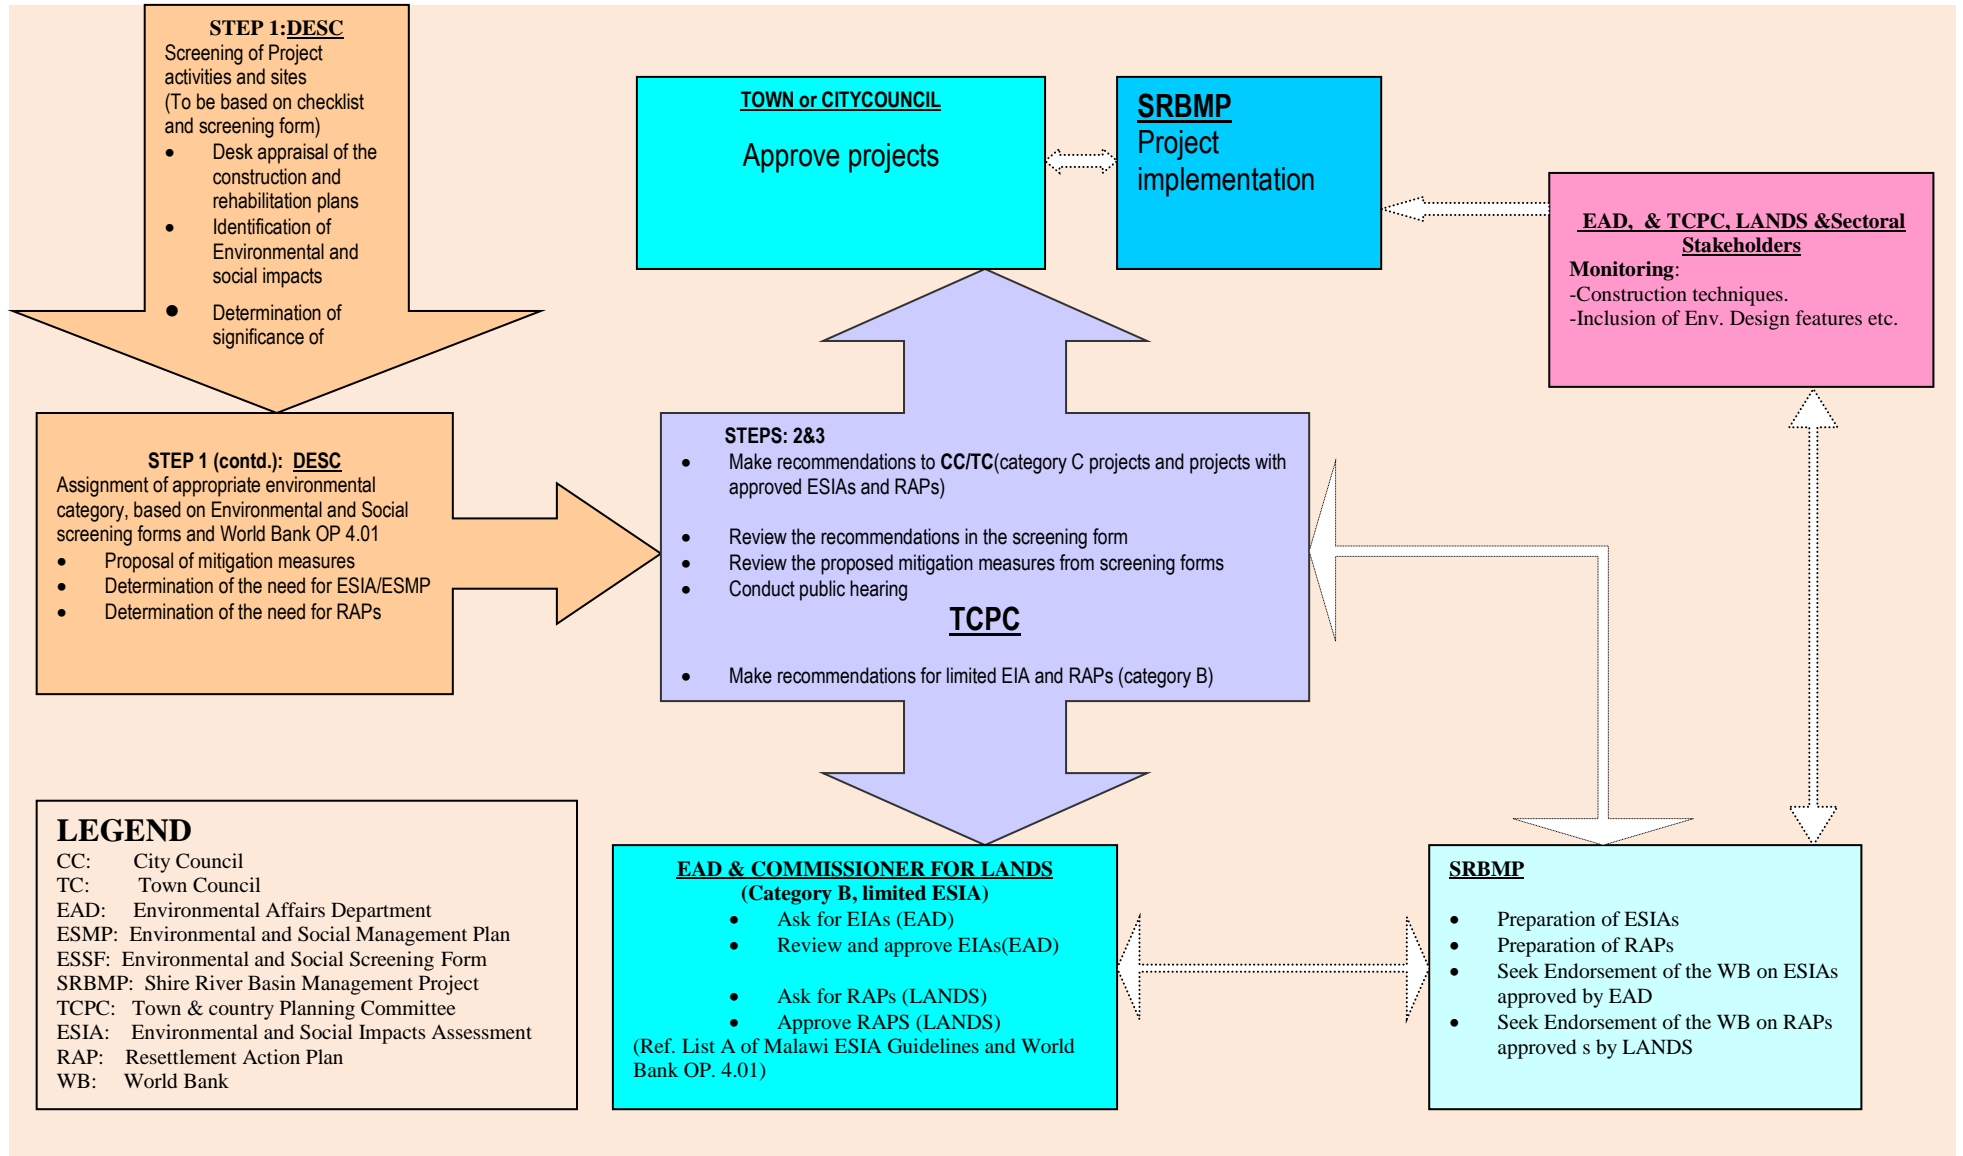 STEP 1:DESC
Screening of Project
activities and sites
(To be based on checklist
and screening form)
• Desk appraisal of the
construction and
rehabilitation plans
• Identification of
Environmental and
social impacts
• Determination of
significance of
STEP 1 (contd.): DESC
Assignment of appropriate environmental
category, based on Environmental and Social
screening forms and World Bank OP 4.01
• Proposal of mitigation measures
• Determination of the need for ESIA/ESMP
• Determination of the need for RAPs
TOWN or CITYCOUNCIL
Approve projects
SRBMP
Project
implementation
EAD, & TCPC, LANDS &Sectoral
Stakeholders
Monitoring:
-Construction techniques.
-Inclusion of Env. Design features etc.
STEPS: 2&3
• Make recommendations to CC/TC(category C projects and projects with
approved ESIAs and RAPs)
• Review the recommendations in the screening form
• Review the proposed mitigation measures from screening forms
• Conduct public hearing
TCPC
• Make recommendations for limited EIA and RAPs (category B)
LEGEND
CC: City Council
TC: Town Council
EAD: Environmental Affairs Department
ESMP: Environmental and Social Management Plan
ESSF: Environmental and Social Screening Form
SRBMP: Shire River Basin Management Project
TCPC: Town & country Planning Committee
ESIA: Environmental and Social Impacts Assessment
RAP: Resettlement Action Plan
WB: World Bank
EAD & COMMISSIONER FOR LANDS
(Category B, limited ESIA)
• Ask for EIAs (EAD)
• Review and approve EIAs(EAD)
• Ask for RAPs (LANDS)
• Approve RAPS (LANDS)
(Ref. List A of Malawi ESIA Guidelines and World
Bank OP. 4.01)
SRBMP
• Preparation of ESIAs
• Preparation of RAPs
• Seek Endorsement of the WB on ESIAs
approved by EAD
• Seek Endorsement of the WB on RAPs
approved s by LANDS